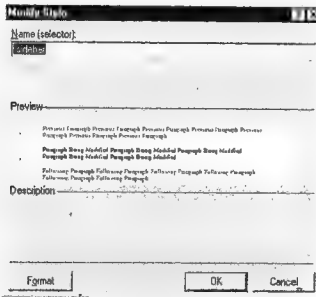 Modify Style
Name (selector):
Preview
Previous Paragraph Previous Paragraph Previous Paragraph Previous Paragraph Previous
Paragraph Previous Paragraph Previous Paragraph
Paragraph Being Modified Paragraph Being Modified Paragraph Being Modified
Paragraph Being Modified Paragraph Being Modified
Following Paragraph Following Paragraph Following Paragraph Following Paragraph
Following Paragraph Following Paragraph
Description
Format
OK
Cancel